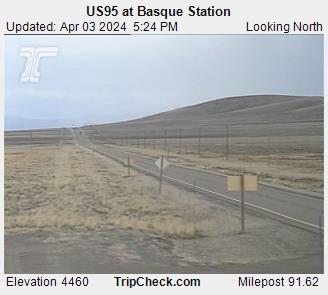 US95 at Basque Station
Updated: Apr 03 2024 5:24 PM Looking North
Elevation 4460 TripCheck.com Milepost 91.62